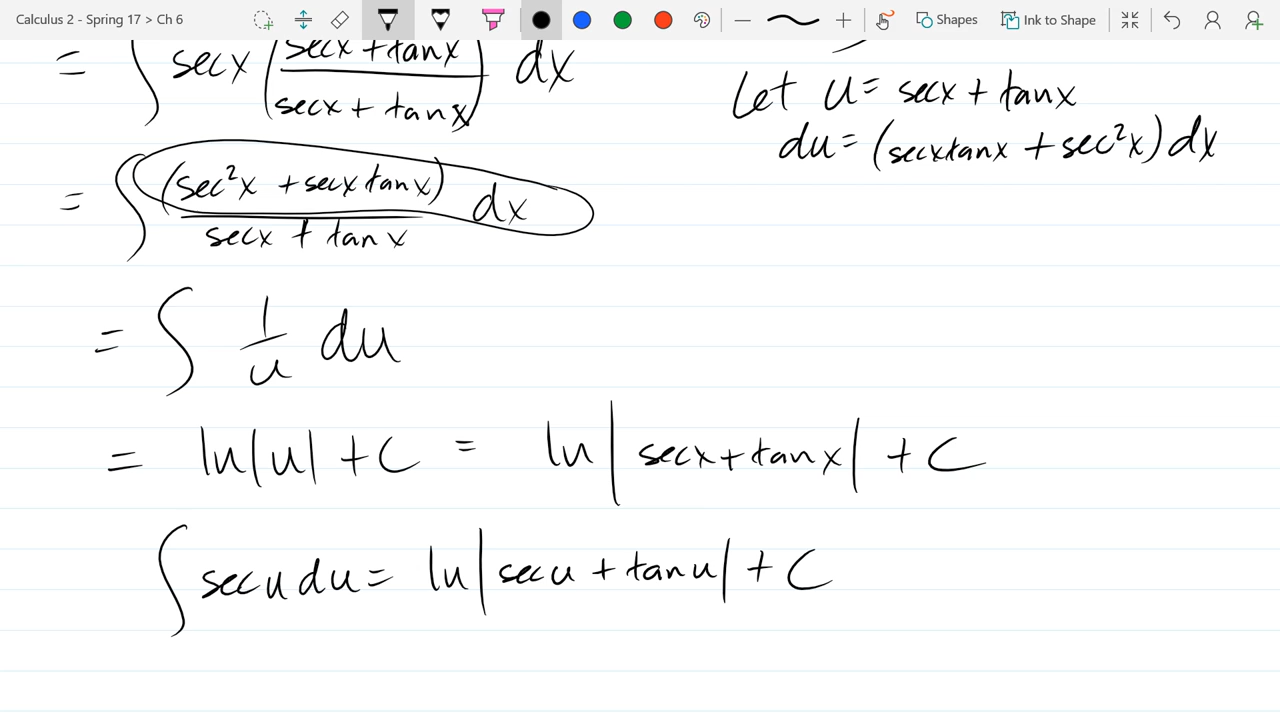 Calculus 2 - Spring 17 > Ch 6 Shapes Ink to Shape
= ∫ secx (secx + tanx / secx + tanx) dx
Let u = secx + tanx
du = (secxtanx + sec²x) dx
= ∫ (sec²x + secxtanx) / secx + tanx dx
= ∫ 1/u du
= ln|u| + C = ln|secx + tanx| + C
∫ secu du = ln|secu + tanu| + C